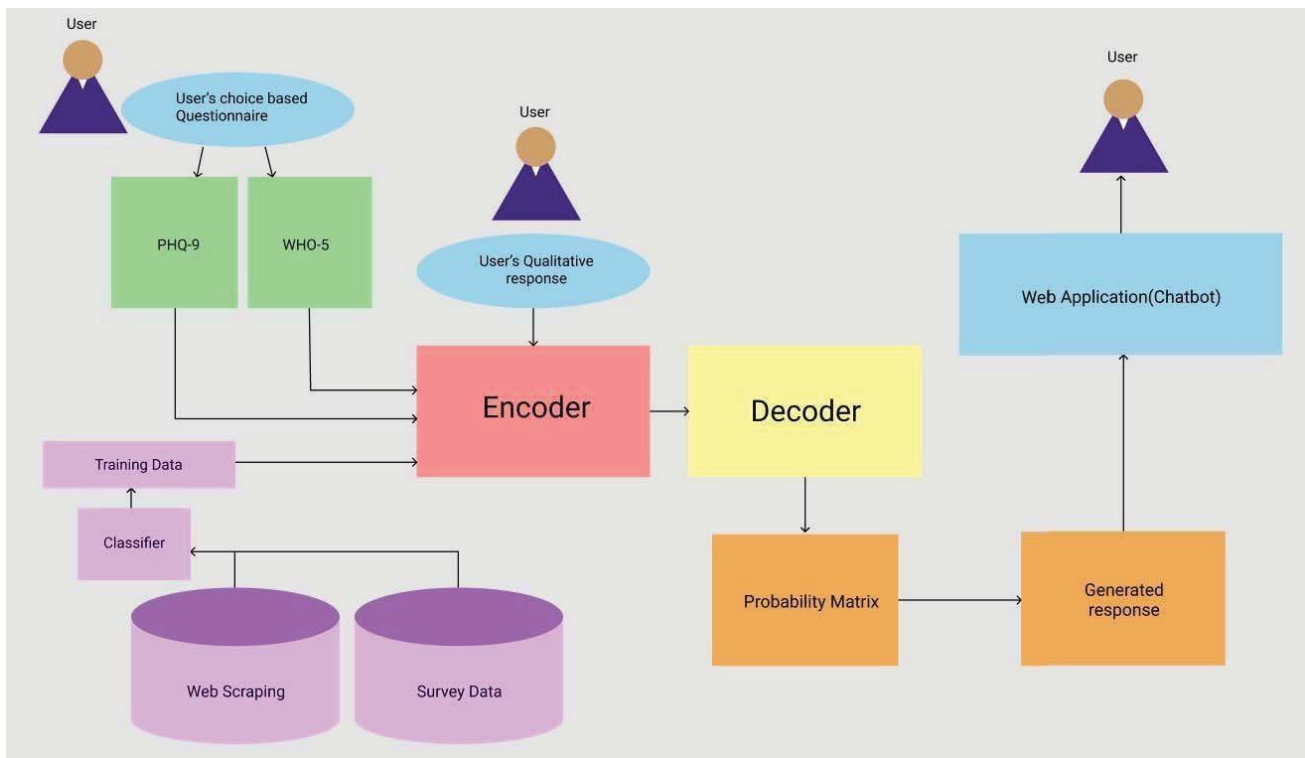 User
User's choice based
Questionnaire
PHQ-9
WHO-5
User
User's Qualitative
response
Encoder
Decoder
Training Data
Classifier
Web Scraping
Survey Data
Probability Matrix
Generated
response
Web Application(Chatbot)
User